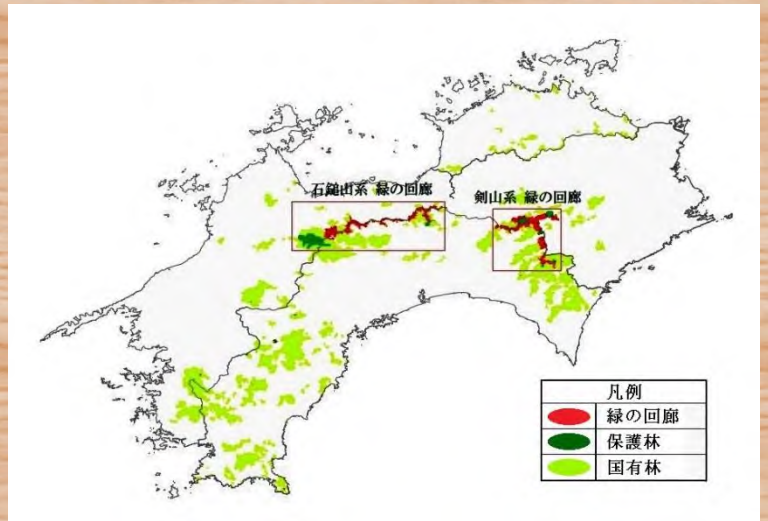 石鎚山系 緑の回廊
剣山系 緑の回廊
凡例
緑の回廊
保護林
国有林